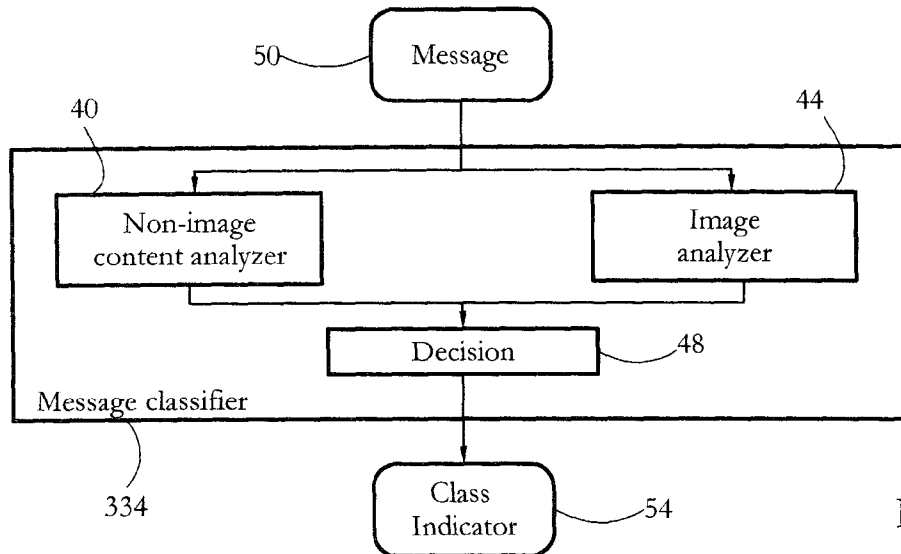 50
Message
40
44
Non-image
content analyzer
Image
analyzer
Decision
48
Message classifier
334
Class
Indicator
54